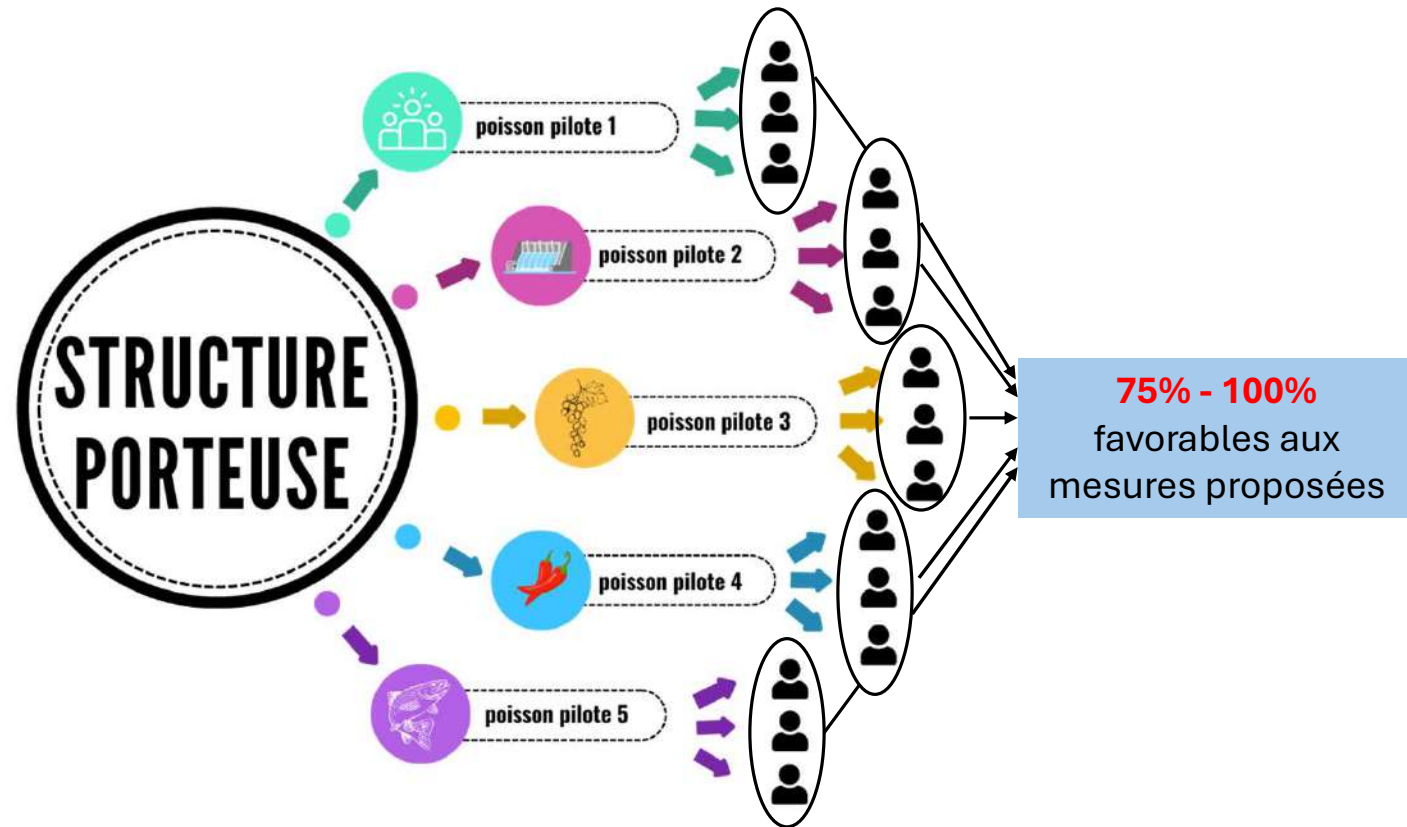 poisson pilote 1
poisson pilote 2
STRUCTURE
PORTEUSE
poisson pilote 3
75% - 100%
favorables aux
mesures proposées
poisson pilote 4
poisson pilote 5